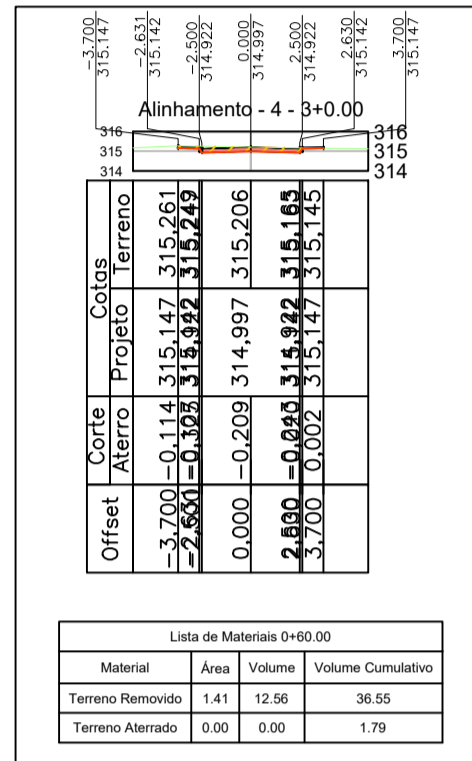 -3.700 315.147
-2.631 315.142
-2.500 314.922
0.000 314.997
2.500 314.922
2.630 315.142
3.700 315.147
Alinhamento - 4 - 3+0.00
316 316
315 315
314 314
Cotas
Terreno 315,261 315,206 315,145
Projeto 315,147 314,997 315,147
Corte
Aterro -0,114 -0,209 0,002
Offset -3,700 0,000 3,700
Lista de Materiais 0+60.00
Material Área Volume Volume Cumulativo
Terreno Removido 1.41 12.56 36.55
Terreno Aterrado 0.00 0.00 1.79